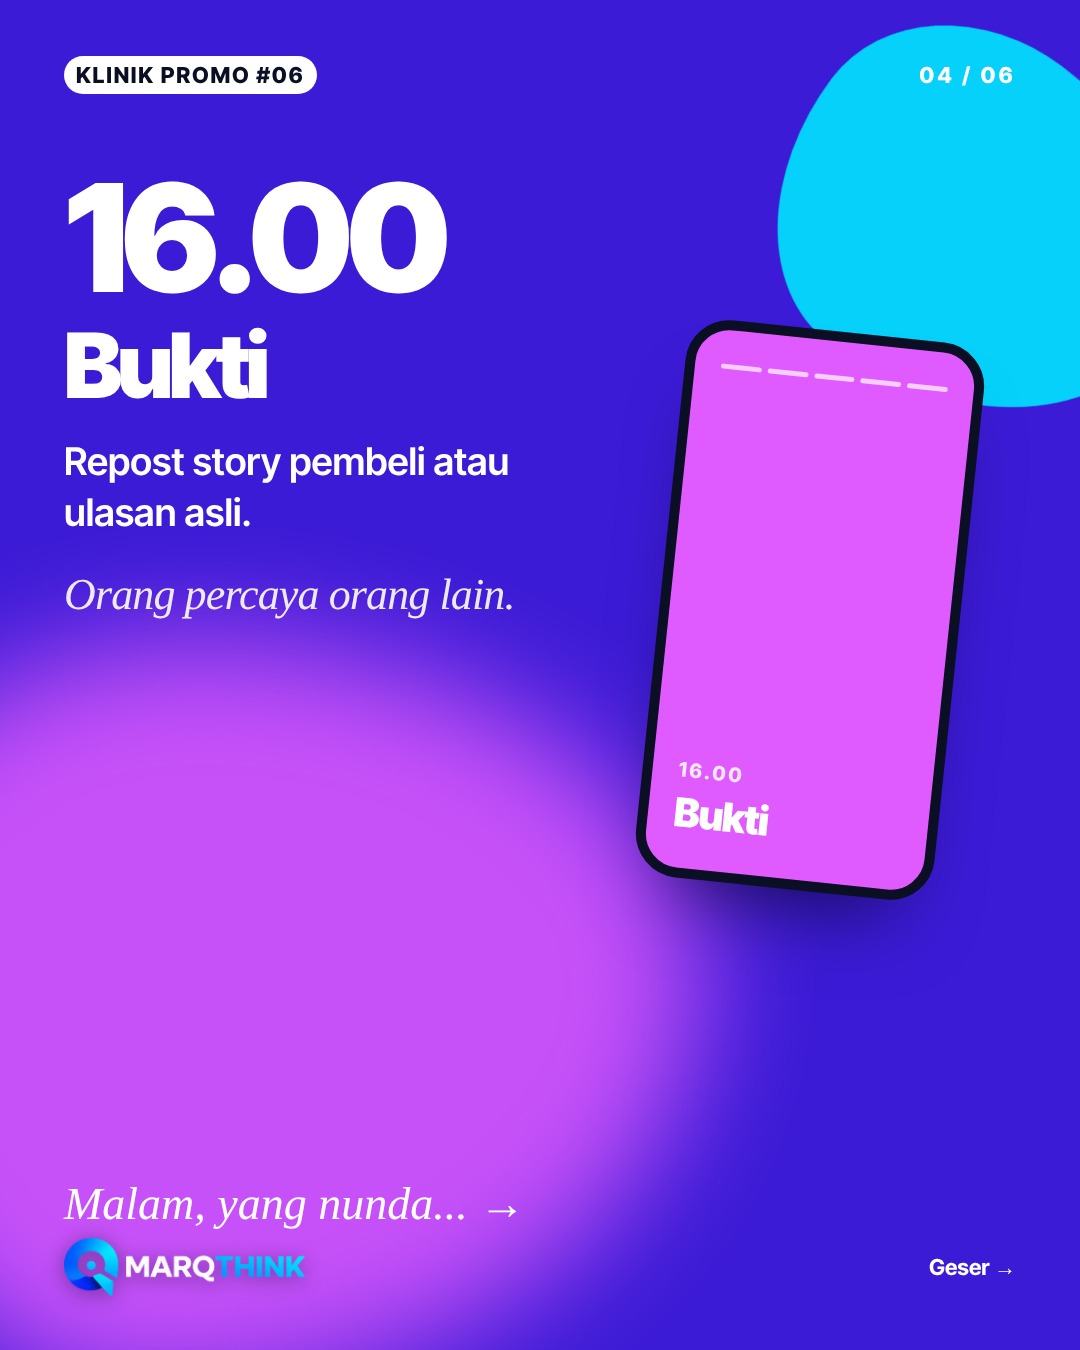 KLINIK PROMO #06
04 / 06
16.00
Bukti
Repost story pembeli atau
ulasan asli.
Orang percaya orang lain.
16.00
Bukti
Malam, yang nunda... →
MARQTHINK
Geser →